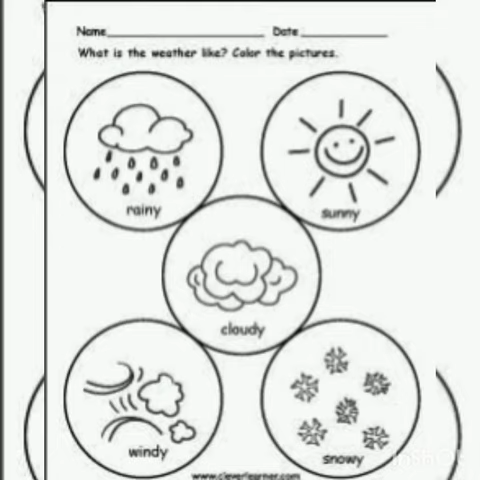 Name Date
What is the weather like? Color the pictures.
rainy
sunny
cloudy
windy
snowy
www.cleverlearner.com